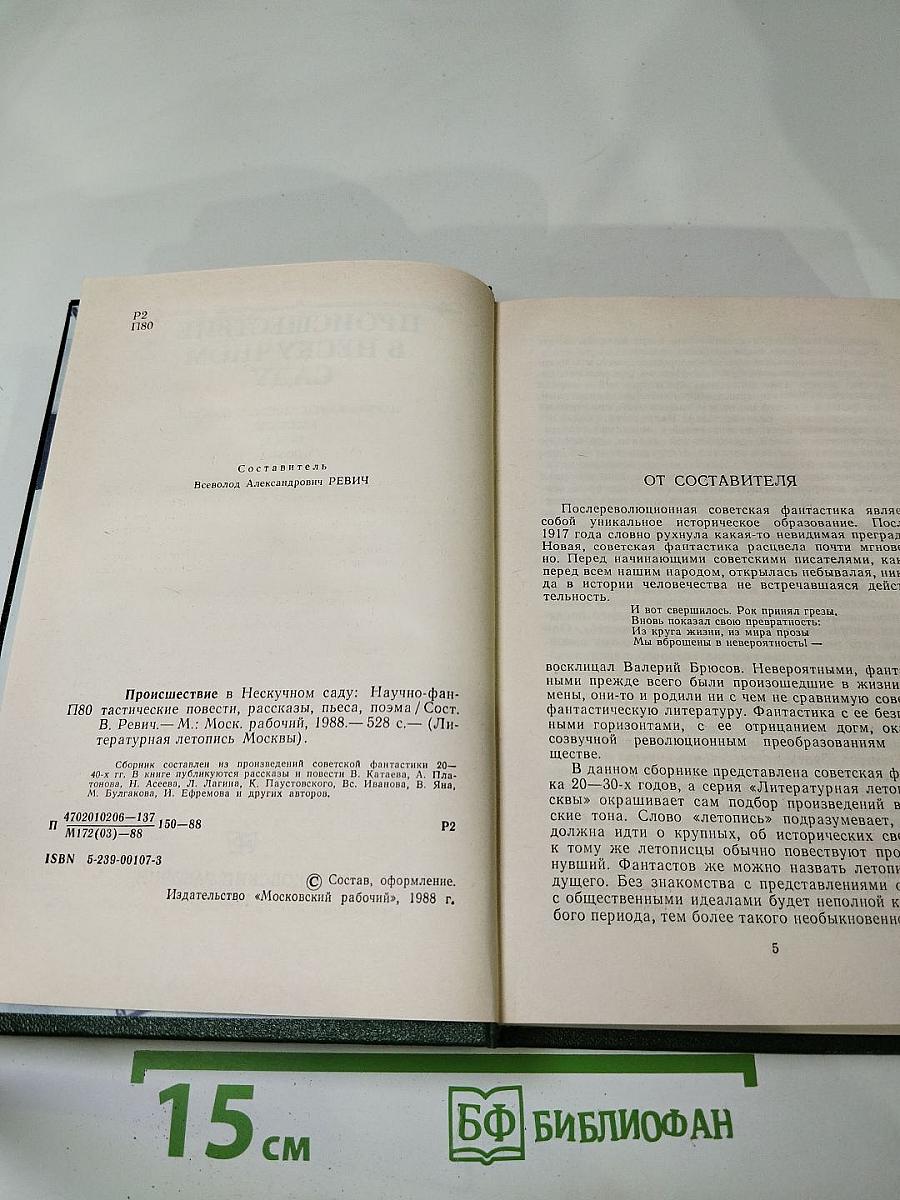 Р2
П80
Составитель
Всеволод Александрович РЕВИЧ
Происшествие в Нескучном саду: Научно-фан-
П80 тастические повести, рассказы, пьеса, поэма / Сост.
В. Ревич.— М.: Моск. рабочий, 1988.— 528 с.— (Ли-
тературная летопись Москвы).
Сборник составлен из произведений советской фантастики 20—
40-х гг. В книге публикуются рассказы и повести В. Катаева, А. Пла-
тонова, Н. Асеева, Л. Лагина, К. Паустовского, Вс. Иванова, В. Яна,
М. Булгакова, И. Ефремова и других авторов.
П 4702010206—137
М172(03)—88 150—88 Р2
ISBN 5-239-00107-3
© Состав, оформление.
Издательство «Московский рабочий», 1988 г.
ОТ СОСТАВИТЕЛЯ
Послереволюционная советская фантастика являе
собой уникальное историческое образование. Посл
1917 года словно рухнула какая-то невидимая преград
Новая, советская фантастика расцвела почти мгнове
но. Перед начинающими советскими писателями, как
перед всем нашим народом, открылась небывалая, ник
да в истории человечества не встречавшаяся дейст
тельность.
И вот свершилось. Рок принял грезы,
Вновь показал свою превратность:
Из круга жизни, из мира прозы
Мы вброшены в невероятность! —
восклицал Валерий Брюсов. Невероятными, фант
ными прежде всего были произошедшие в жизни
мены, они-то и родили ни с чем не сравнимую сове
фантастическую литературу. Фантастика с ее безг
ными горизонтами, с ее отрицанием догм, ока
созвучной революционным преобразованиям
ществе.
В данном сборнике представлена советская ф
ка 20—30-х годов, а серия «Литературная лето
сквы» окрашивает сам подбор произведений в
ские тона. Слово «летопись» подразумевает,
должна идти о крупных, об исторических св
к тому же летописцы обычно повествуют про
нувший. Фантастов же можно назвать летопи
дущего. Без знакомства с представлениями о
с общественными идеалами будет неполной к
бого периода, тем более такого необыкновенно
5
15 см
БФ БИБЛИОФАН